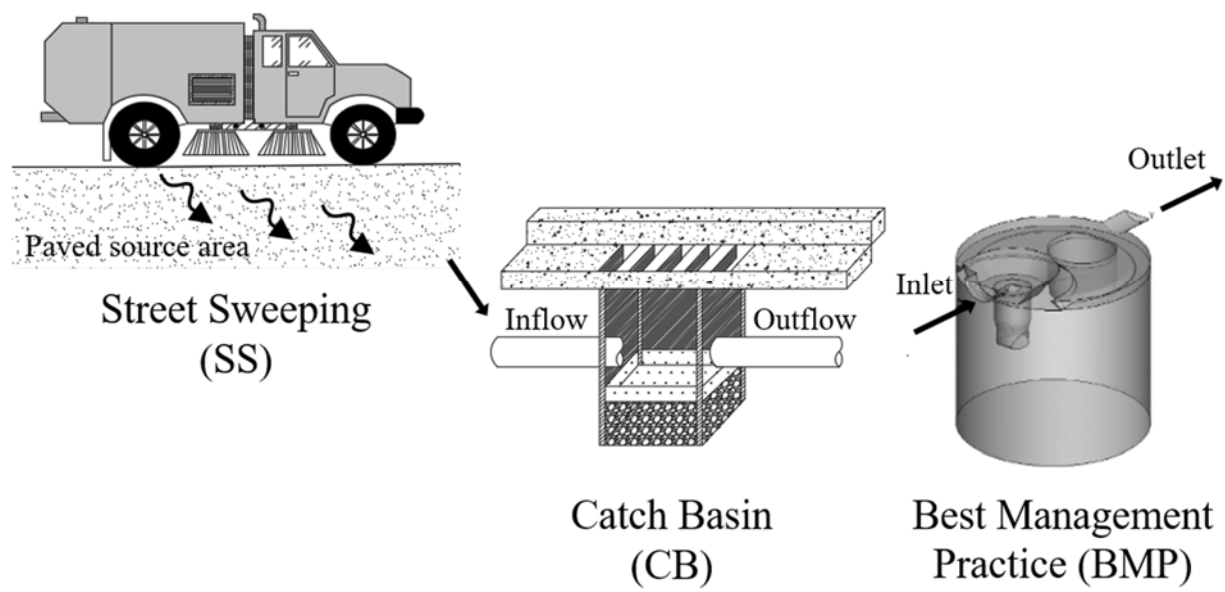 Paved source area
Street Sweeping
(SS)
Inflow
Outflow
Catch Basin
(CB)
Inlet
Outlet
Best Management
Practice (BMP)